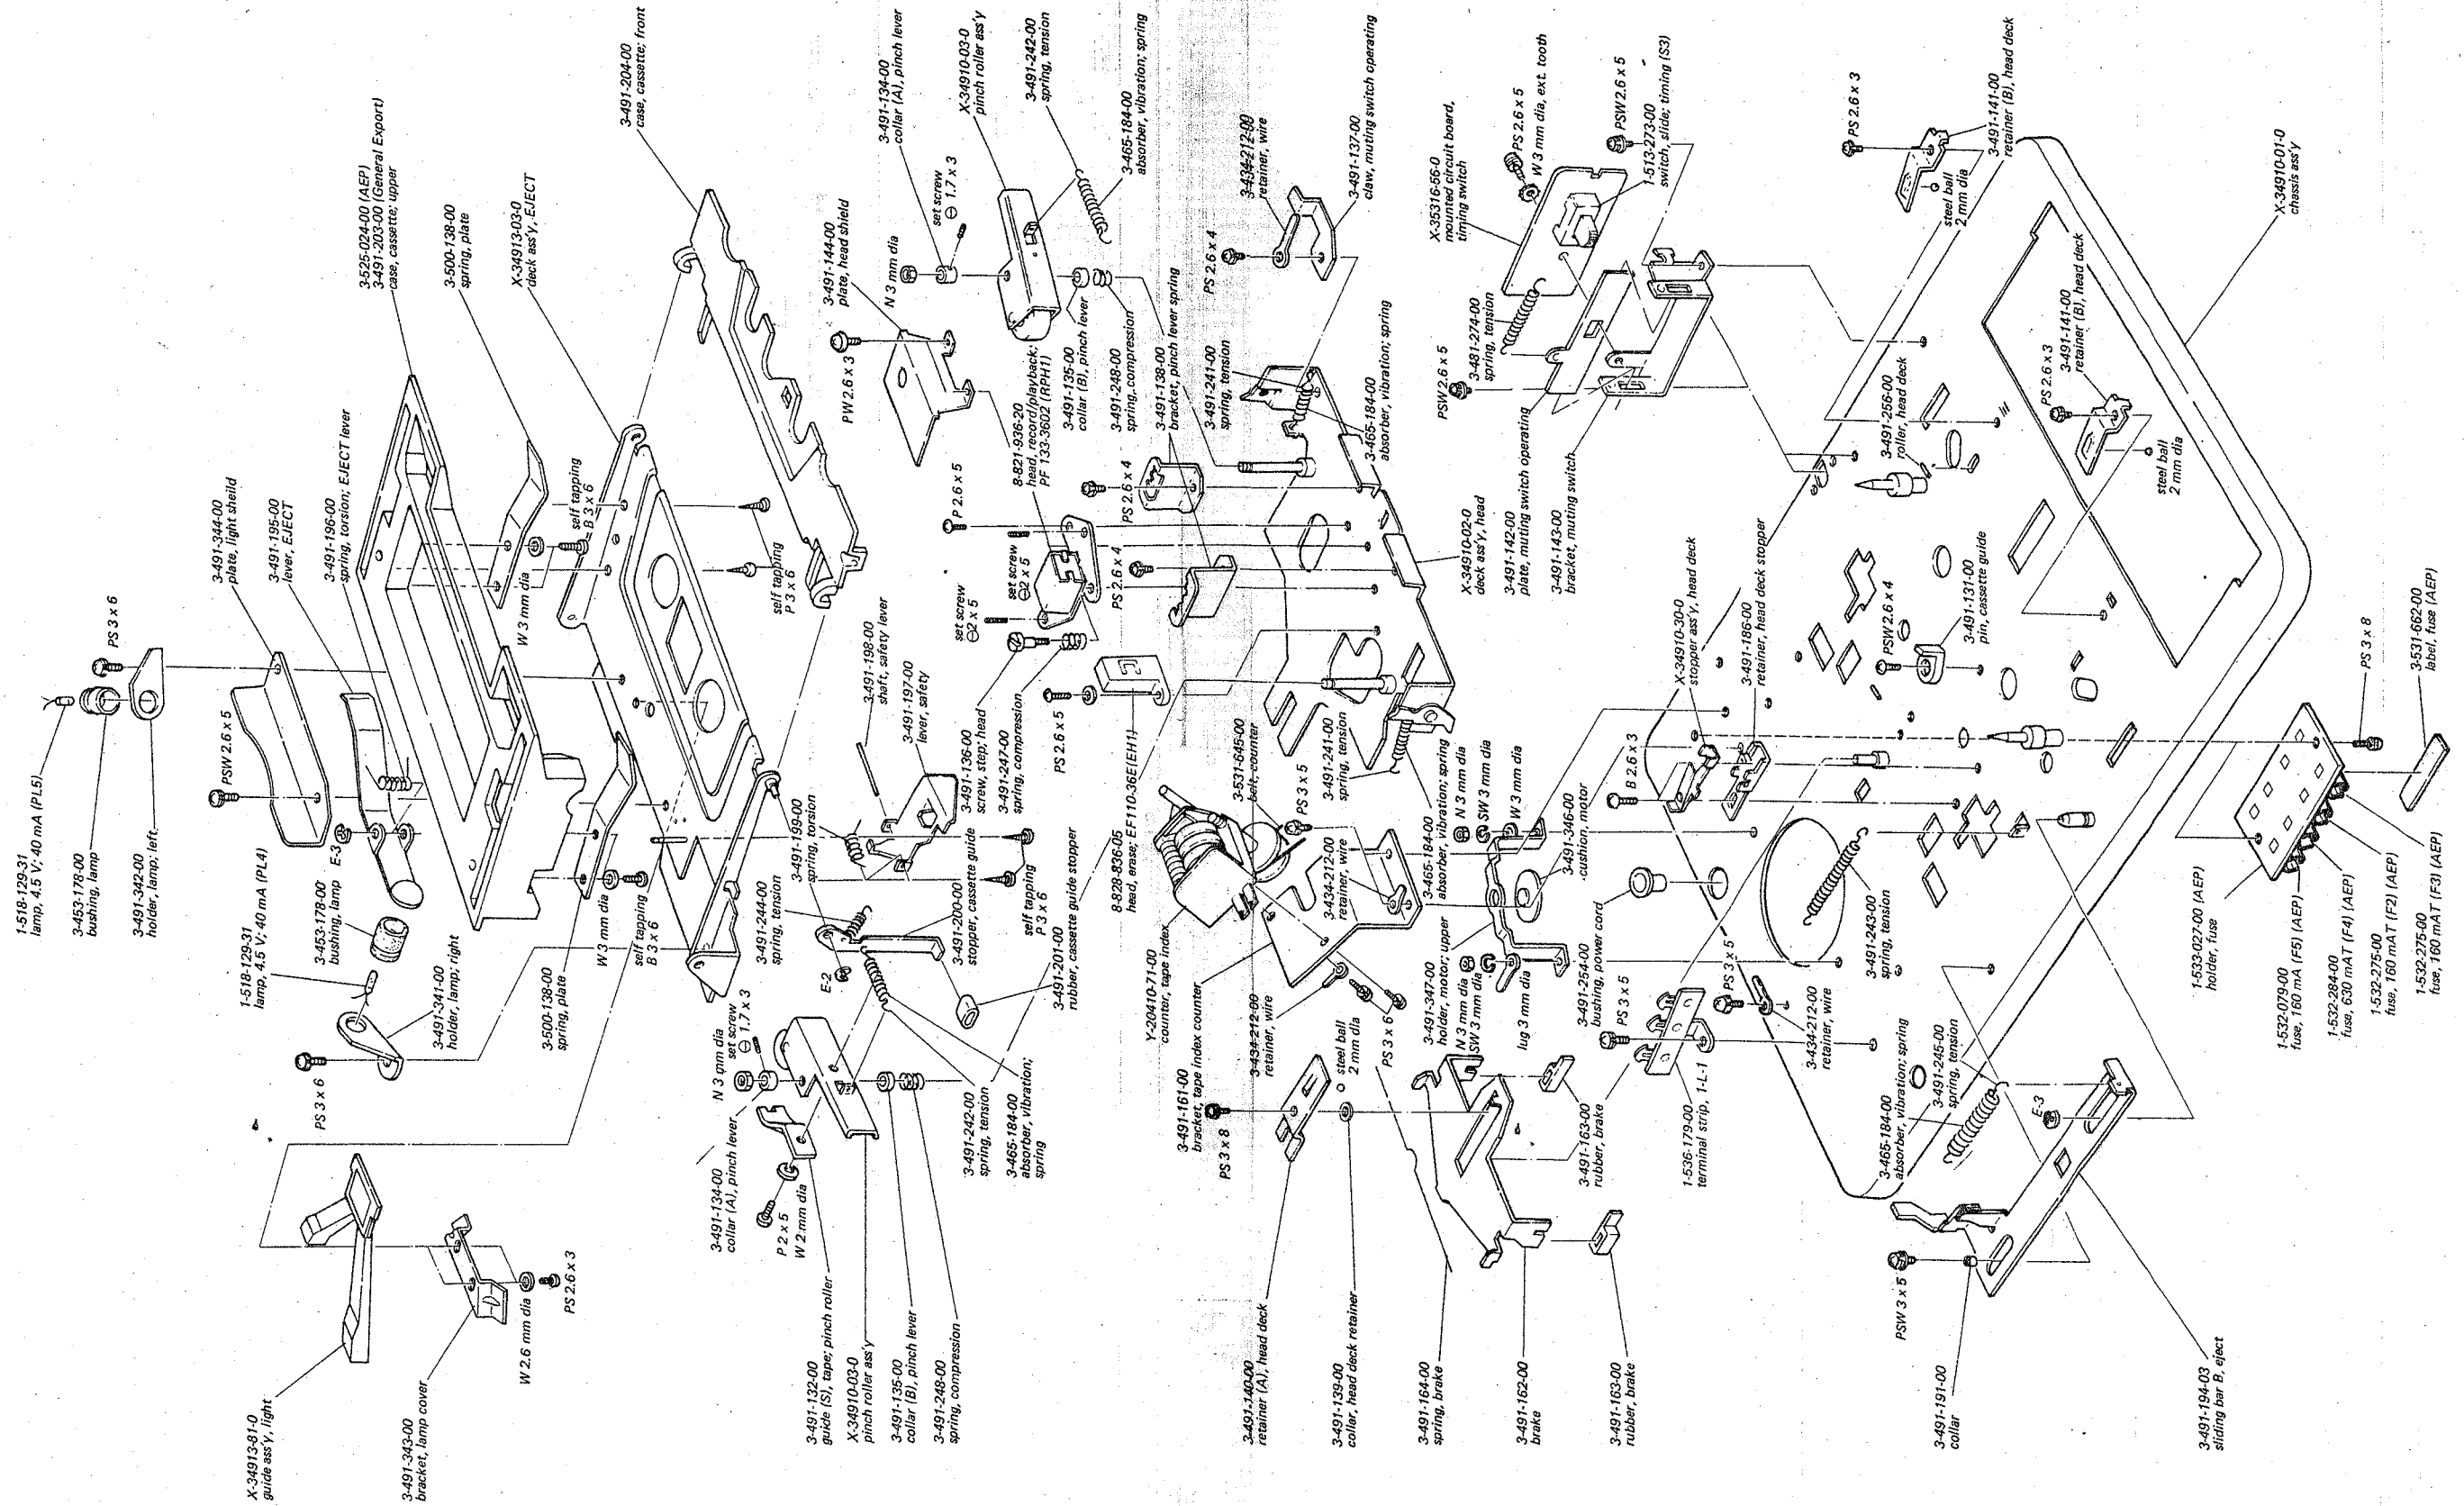 1-518-129-31
lamp, 4.5 V; 40 mA (PL5)
3-453-178-00
bushing, lamp
3-491-342-00
holder, lamp; left
PS 3 x 6
3-491-344-00
plate, light sheild
PSW 2.6 x 5
3-491-195-00
lever, EJECT
3-491-196-00
spring, torsion; EJECT lever
3-525-024-00 (AEP)
3-491-203-00 (General Export)
case, cassette; upper
3-500-138-00
spring, plate
X-34913-03-0
deck ass'y, EJECT
3-491-204-00
case, cassette; front
1-518-129-31
lamp, 4.5 V; 40 mA (PL4)
3-453-178-00
bushing, lamp
E-3
3-491-341-00
holder, lamp; right
PS 3 x 6
3-500-138-00
spring, plate
W 3 mm dia
self tapping
B 3 x 6
W 3 mm dia
self tapping
B 3 x 6
self tapping
P 3 x 6
X-34913-81-0
guide ass'y, light
3-491-343-00
bracket, lamp cover
W 2.6 mm dia
PS 2.6 x 3
3-491-198-00
shaft, safety lever
3-491-197-00
lever, safety
3-491-199-00
spring, torsion
3-491-244-00
spring, tension
E-2
3-491-200-00
stopper, cassette guide
self tapping
P 3 x 6
3-491-201-00
rubber, cassette guide stopper
N 3 mm dia
set screw
⊖ 1.7 x 3
3-491-134-00
collar (A), pinch lever
P 2 x 5
W 2 mm dia
3-491-132-00
guide (S), tape; pinch roller
X-34910-03-0
pinch roller ass'y
3-491-135-00
collar (B), pinch lever
3-491-248-00
spring, compression
3-491-242-00
spring, tension
3-465-184-00
absorber, vibration;
spring
3-491-144-00
plate, head shield
PW 2.6 x 3
N 3 mm dia
3-491-134-00
collar (A), pinch lever
set screw
⊖ 1.7 x 3
X-34910-03-0
pinch roller ass'y
3-491-242-00
spring, tension
3-465-184-00
absorber, vibration; spring
8-821-936-20
head, record/playback;
PF 133-3602 (RPH1)
3-491-135-00
collar (B), pinch lever
3-491-248-00
spring, compression
3-491-138-00
bracket, pinch lever spring
P 2.6 x 5
set screw
⊖2 x 5
set screw
⊖2 x 5
PS 2.6 x 4
PS 2.6 x 4
3-491-136-00
screw, step; head
3-491-247-00
spring, compression
PS 2.6 x 5
8-828-836-05
head, erase; EF110-36E(EH1)
3-434-212-00
retainer, wire
PS 2.6 x 4
3-491-137-00
claw, muting switch operating
3-491-241-00
spring, tension
3-465-184-00
absorber, vibration; spring
X-34910-02-0
deck ass'y, head
Y-20410-71-00
counter, tape index
3-531-645-00
belt, counter
PS 3 x 5
3-491-241-00
spring, tension
3-465-184-00
absorber, vibration; spring
3-434-212-00
retainer, wire
3-491-161-00
bracket, tape index counter
3-434-212-00
retainer, wire
PS 3 x 6
PS 3 x 8
steel ball
2 mm dia
3-491-140-00
retainer (A), head deck
3-491-139-00
collar, head deck retainer
3-491-164-00
spring, brake
3-491-162-00
brake
3-491-163-00
rubber, brake
3-491-163-00
rubber, brake
N 3 mm dia
SW 3 mm dia
W 3 mm dia
3-491-346-00
cushion, motor
3-491-347-00
holder, motor; upper
N 3 mm dia
SW 3 mm dia
lug 3 mm dia
3-491-264-00
bushing, power cord
PS 3 x 5
PS 3 x 5
1-536-179-00
terminal strip, 1-L-1
3-434-212-00
retainer, wire
X-35316-56-0
mounted circuit board,
timing switch
PS 2.6 x 5
W 3 mm dia, ext. tooth
PSW 2.6 x 5
1-513-273-00
switch, slide; timing (S3)
3-481-274-00
spring, tension
PSW 2.6 x 5
3-491-142-00
plate, muting switch operating
3-491-143-00
bracket, muting switch
B 2.6 x 3
X-34910-30-0
stopper ass'y, head deck
3-491-186-00
retainer, head deck stopper
3-491-256-00
roller, head deck
PSW 2.6 x 4
3-491-131-00
pin, cassette guide
PS 2.6 x 3
3-491-141-00
retainer (B), head deck
steel ball
2 mm dia
PS 2.6 x 3
3-491-141-00
retainer (B), head deck
steel ball
2 mm dia
X-34910-01-0
chassis ass'y
3-491-243-00
spring, tension
3-465-184-00
absorber, vibration; spring
3-491-245-00
spring, tension
E-3
PSW 3 x 5
3-491-191-00
collar
3-491-194-03
sliding bar B, eject
1-533-027-00 (AEP)
holder, fuse
1-532-079-00
fuse, 160 mA (F5) (AEP)
1-532-284-00
fuse, 630 mAT (F4) (AEP)
1-532-275-00
fuse, 160 mAT (F2) (AEP)
1-532-275-00
fuse, 160 mAT (F3) (AEP)
PS 3 x 8
3-531-662-00
label, fuse (AEP)